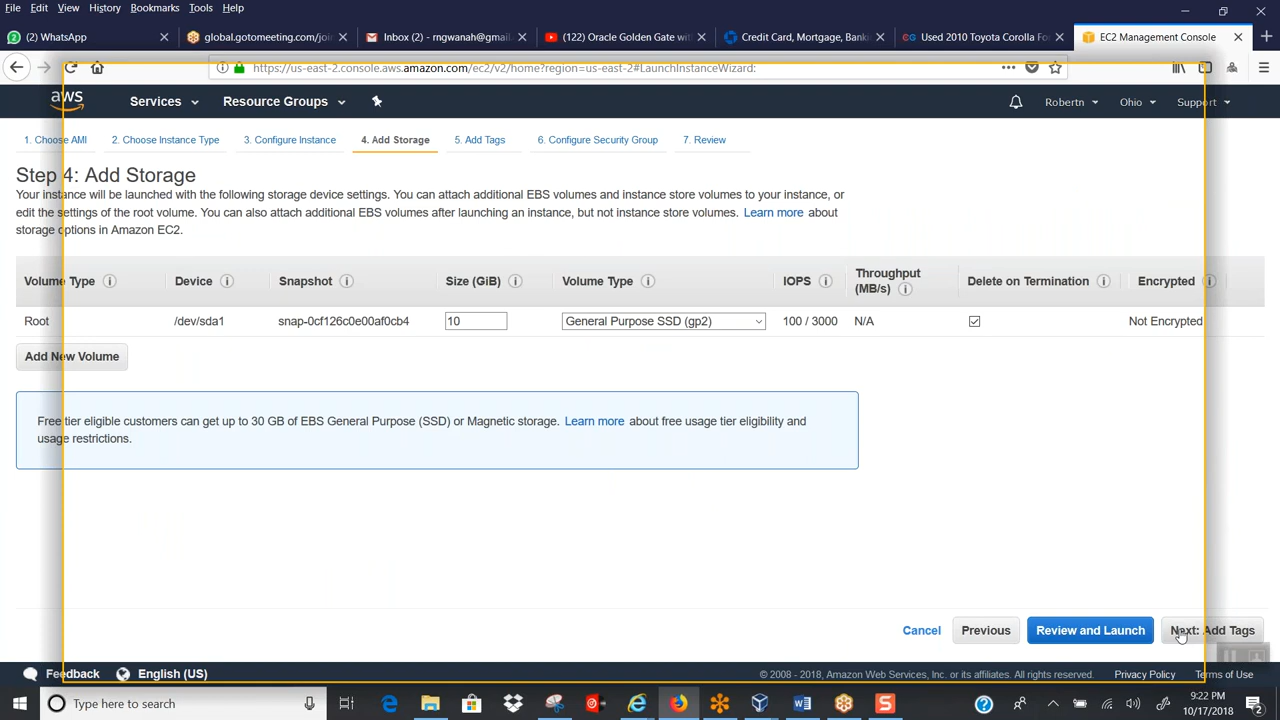 File Edit View History Bookmarks Tools Help
(2) WhatsApp
global.gotomeeting.com/join
Inbox (2) - rngwanah@gmail.
(122) Oracle Golden Gate wit
Credit Card, Mortgage, Banki
Used 2010 Toyota Corolla Fo
EC2 Management Console
https://us-east-2.console.aws.amazon.com/ec2/v2/home?region=us-east-2#LaunchInstanceWizard:
aws Services Resource Groups Robertn Ohio Support
1. Choose AMI 2. Choose Instance Type 3. Configure Instance 4. Add Storage 5. Add Tags 6. Configure Security Group 7. Review
Step 4: Add Storage
Your instance will be launched with the following storage device settings. You can attach additional EBS volumes and instance store volumes to your instance, or
edit the settings of the root volume. You can also attach additional EBS volumes after launching an instance, but not instance store volumes. Learn more about
storage options in Amazon EC2.
Volume Type Device Snapshot Size (GiB) Volume Type IOPS Throughput (MB/s) Delete on Termination Encrypted
Root /dev/sda1 snap-0cf126c0e00af0cb4 10 General Purpose SSD (gp2) 100 / 3000 N/A Not Encrypted
Add New Volume
Free tier eligible customers can get up to 30 GB of EBS General Purpose (SSD) or Magnetic storage. Learn more about free usage tier eligibility and
usage restrictions.
Cancel Previous Review and Launch Next: Add Tags
Feedback English (US) © 2008 - 2018, Amazon Web Services, Inc. or its affiliates. All rights reserved. Privacy Policy Terms of Use
Type here to search
9:22 PM
10/17/2018
2